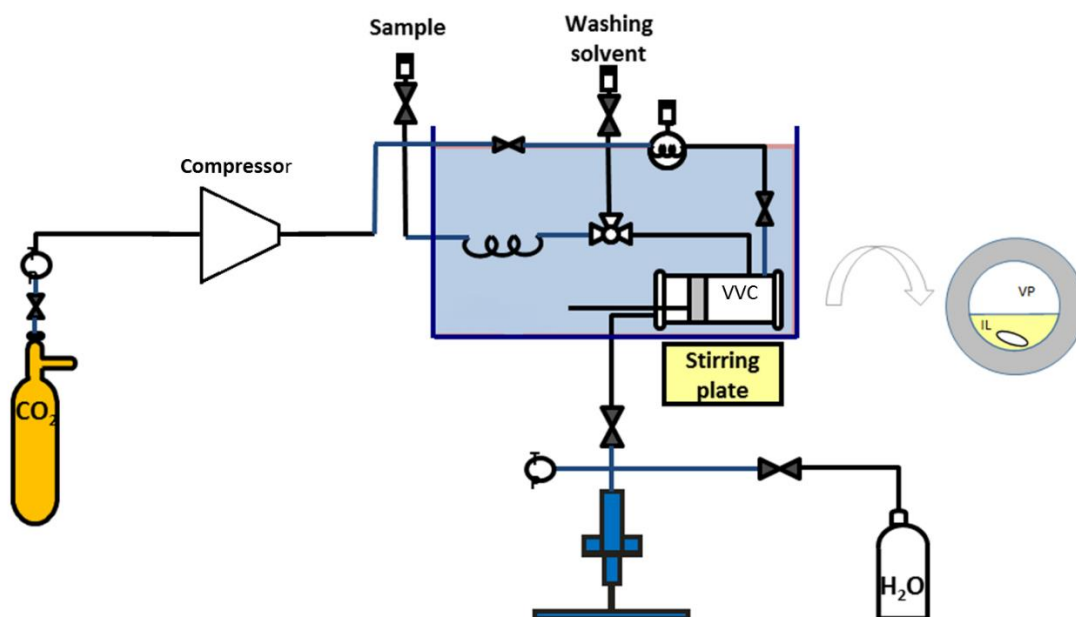 Sample
Washing
solvent
Compressor
VVC
VP
IL
Stirring
plate
CO₂
H₂O